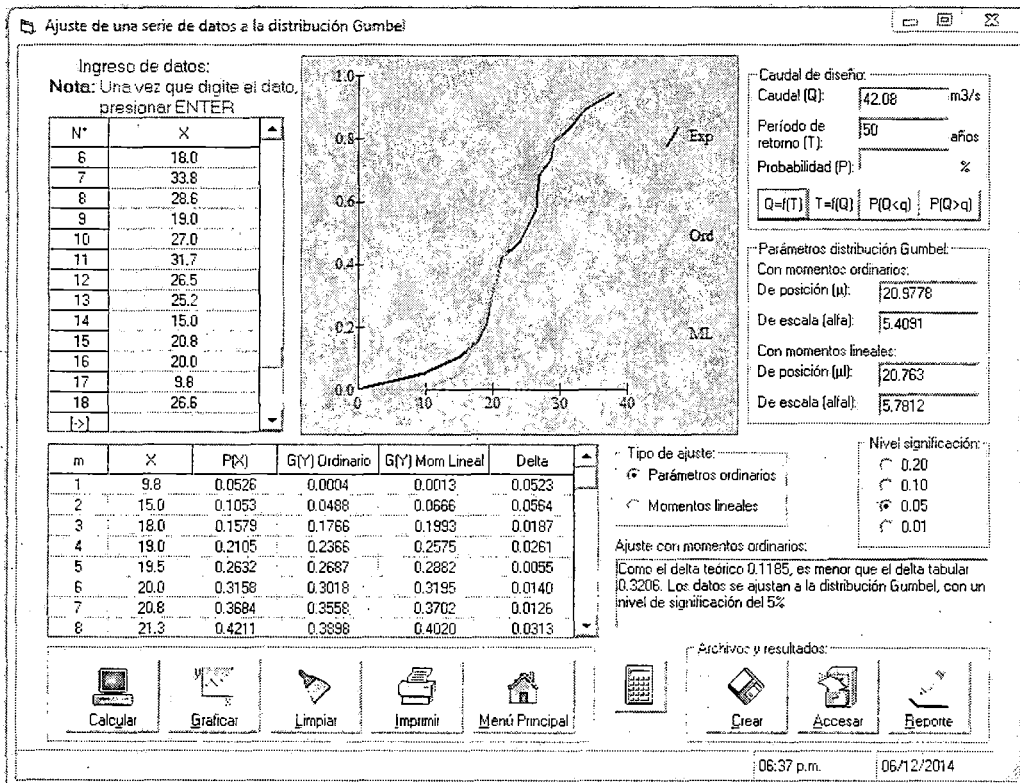 Ajuste de una serie de datos a la distribución Gumbel
Ingreso de datos:
Nota: Una vez que digite el dato,
presionar ENTER
N° X
6 18.0
7 33.8
8 28.6
9 19.0
10 27.0
11 31.7
12 26.5
13 25.2
14 15.0
15 20.8
16 20.0
17 9.8
18 26.6
[->]
1.0
0.8
0.6
0.4
0.2
0.0
0 10 20 30 40
Exp
Ord
ML
Caudal de diseño:
Caudal (Q): 42.08 m3/s
Período de
retorno (T): 50 años
Probabilidad (P): %
Q=f(T) T=f(Q) P(Q<q) P(Q>q)
Parámetros distribución Gumbel:
Con momentos ordinarios:
De posición (µ): 20.9778
De escala (alfa): 5.4091
Con momentos lineales:
De posición (µl): 20.763
De escala (alfal): 5.7812
m X P(X) G(Y) Ordinario G(Y) Mom Lineal Delta
1 9.8 0.0526 0.0004 0.0013 0.0523
2 15.0 0.1053 0.0488 0.0666 0.0564
3 18.0 0.1579 0.1766 0.1993 0.0187
4 19.0 0.2105 0.2366 0.2575 0.0261
5 19.5 0.2632 0.2687 0.2882 0.0055
6 20.0 0.3158 0.3018 0.3195 0.0140
7 20.8 0.3684 0.3558 0.3702 0.0126
8 21.3 0.4211 0.3898 0.4020 0.0313
Tipo de ajuste:
Parámetros ordinarios
Momentos lineales
Nivel significación:
0.20
0.10
0.05
0.01
Ajuste con momentos ordinarios:
Como el delta teórico 0.1185, es menor que el delta tabular
0.3206. Los datos se ajustan a la distribución Gumbel, con un
nivel de significación del 5%
Calcular Graficar Limpiar Imprimir Menú Principal
Archivos y resultados:
Crear Accesar Reporte
06:37 p.m. 06/12/2014